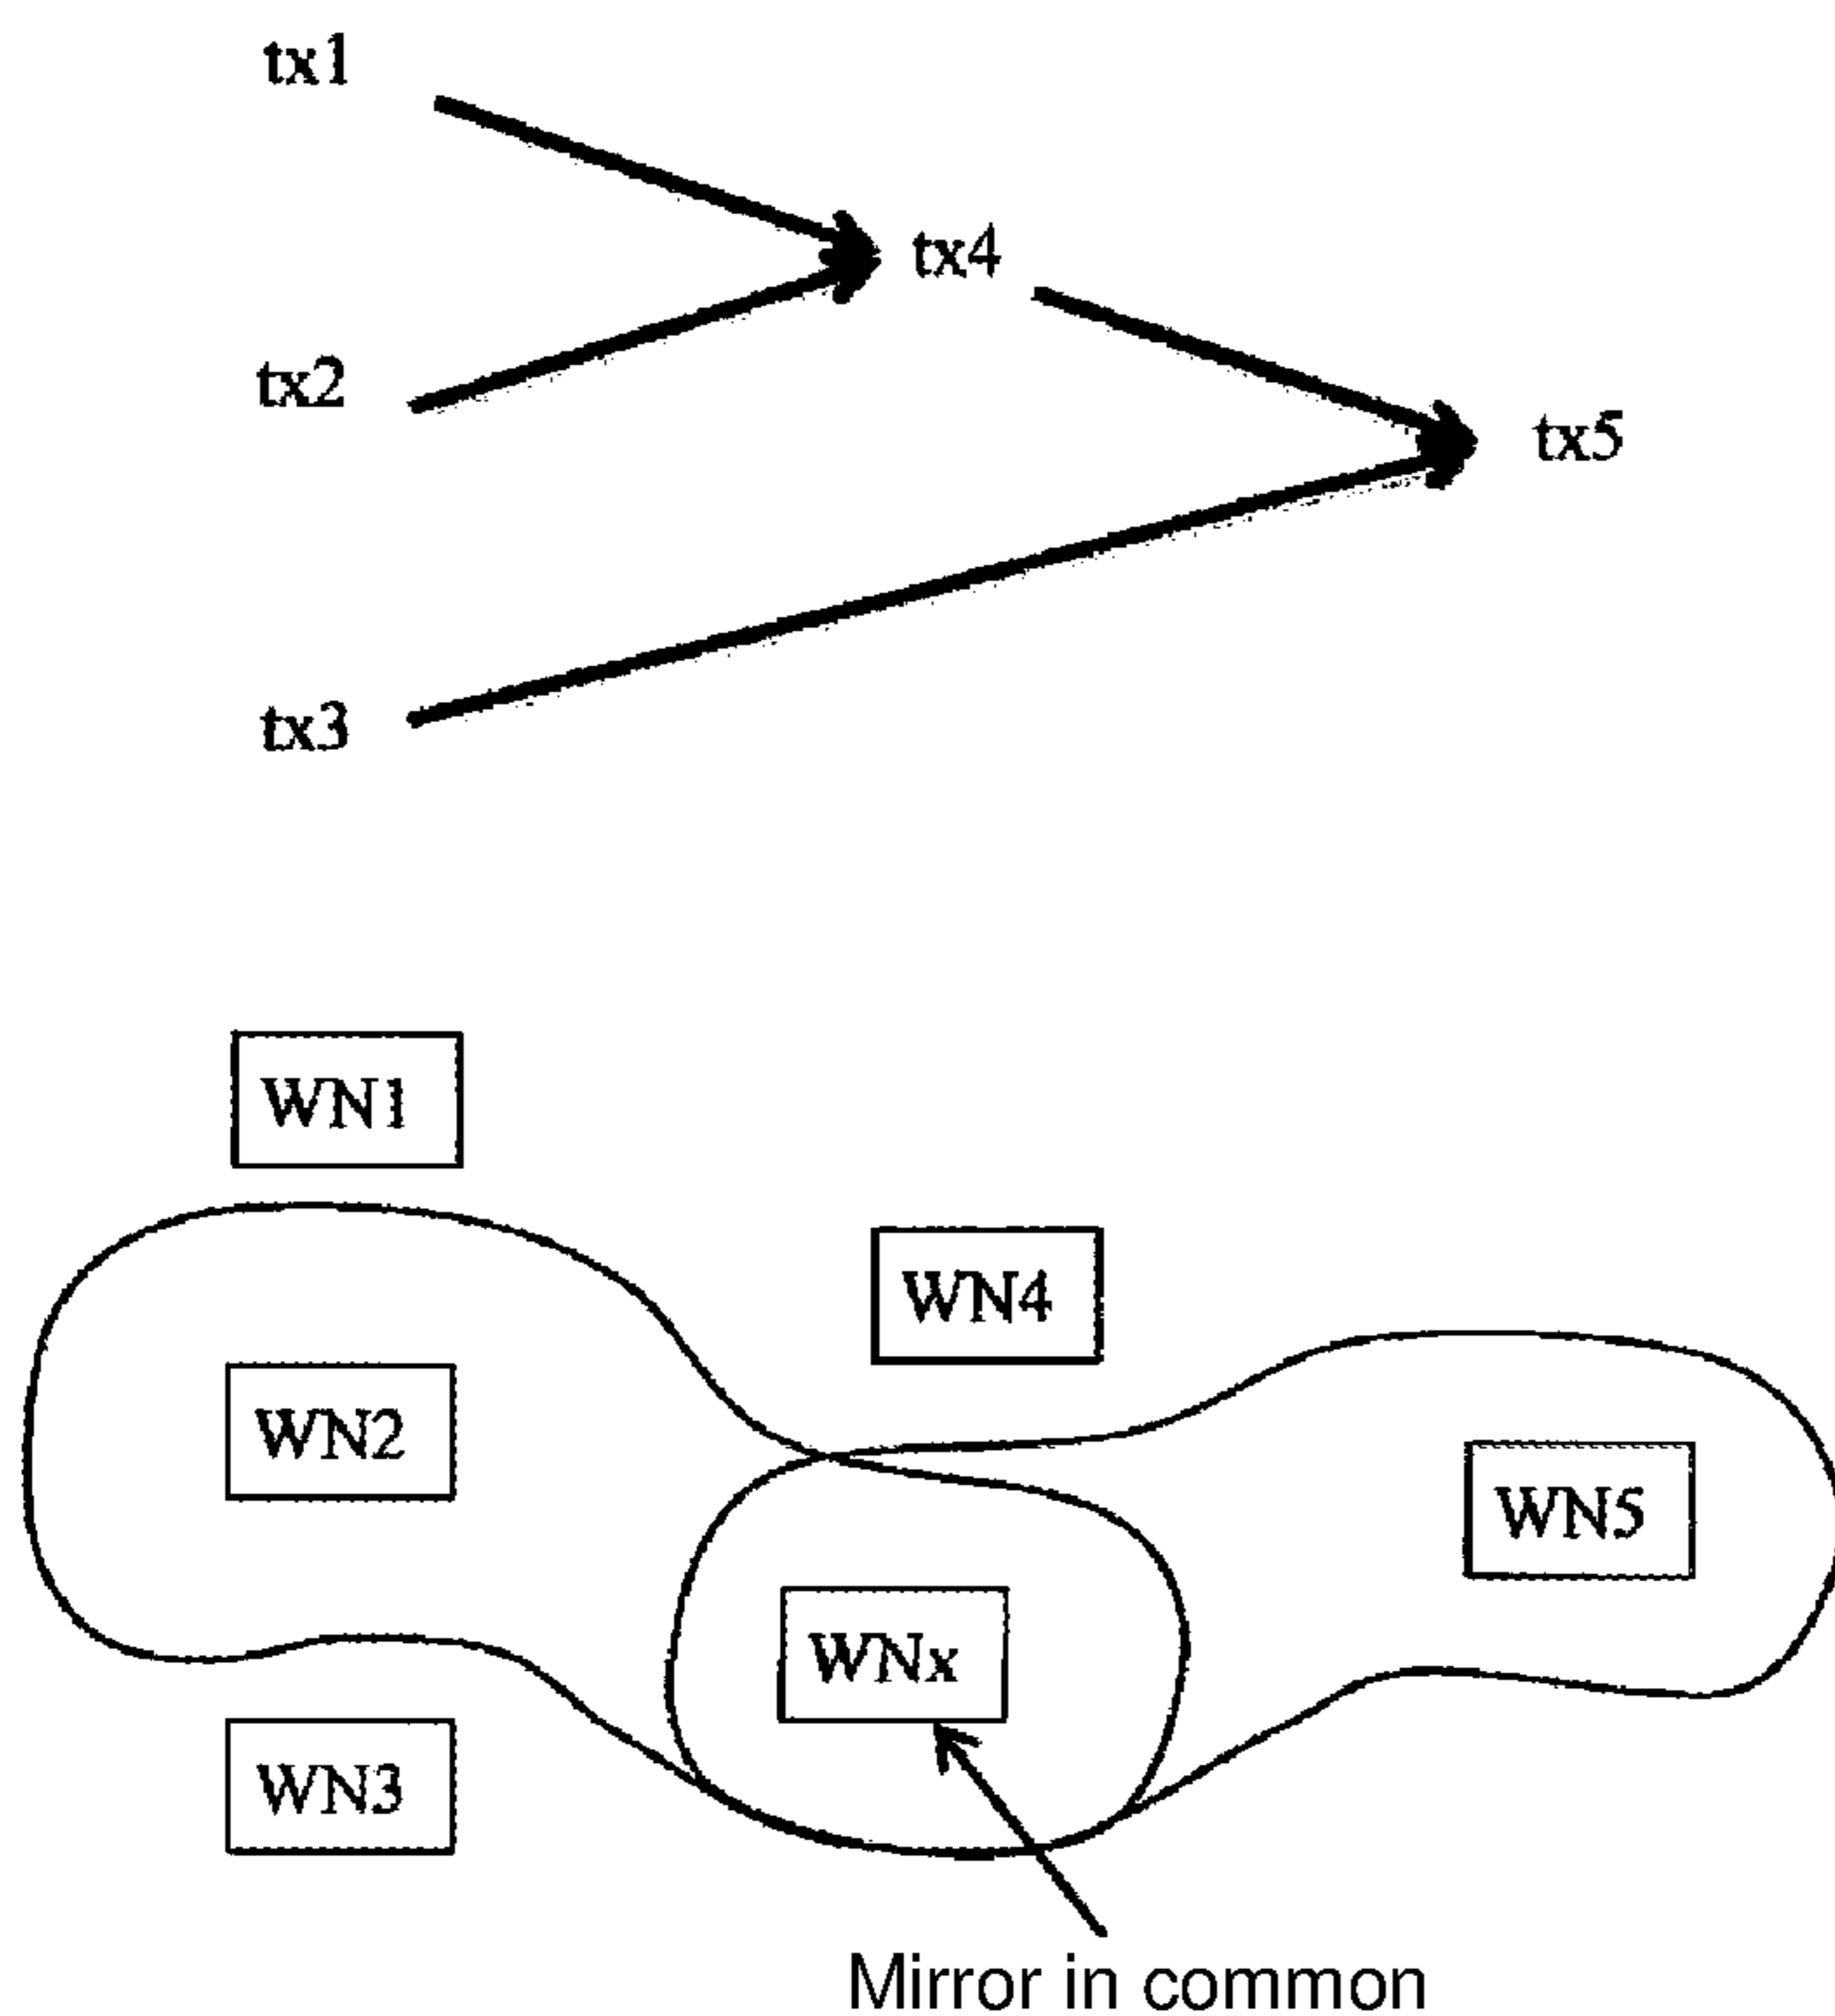 tx1
tx4
tx2
tx5
tx3
WN1
WN4
WN2
WN5
WNx
WN3
Mirror in common